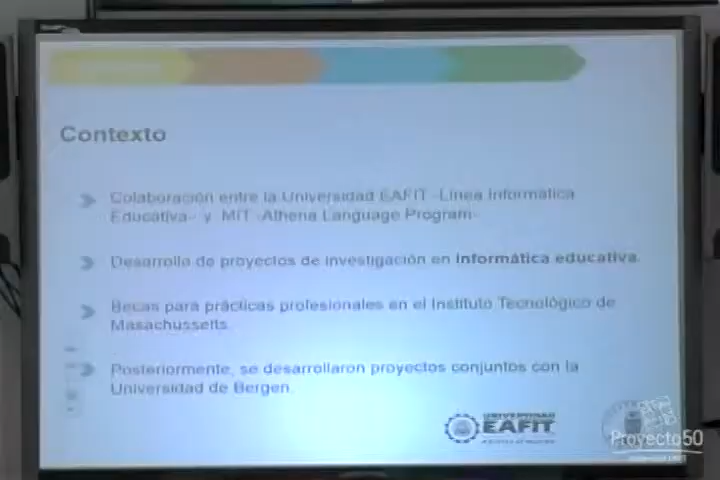 Contexto
Colaboración entre la Universidad EAFIT -Línea Informática
Educativa- y MIT -Athena Language Program-
Desarrollo de proyectos de investigación en informática educativa.
Becas para prácticas profesionales en el Instituto Tecnológico de
Masachussetts.
Posteriormente, se desarrollaron proyectos conjuntos con la
Universidad de Bergen.
UNIVERSIDAD
EAFIT
Proyecto50